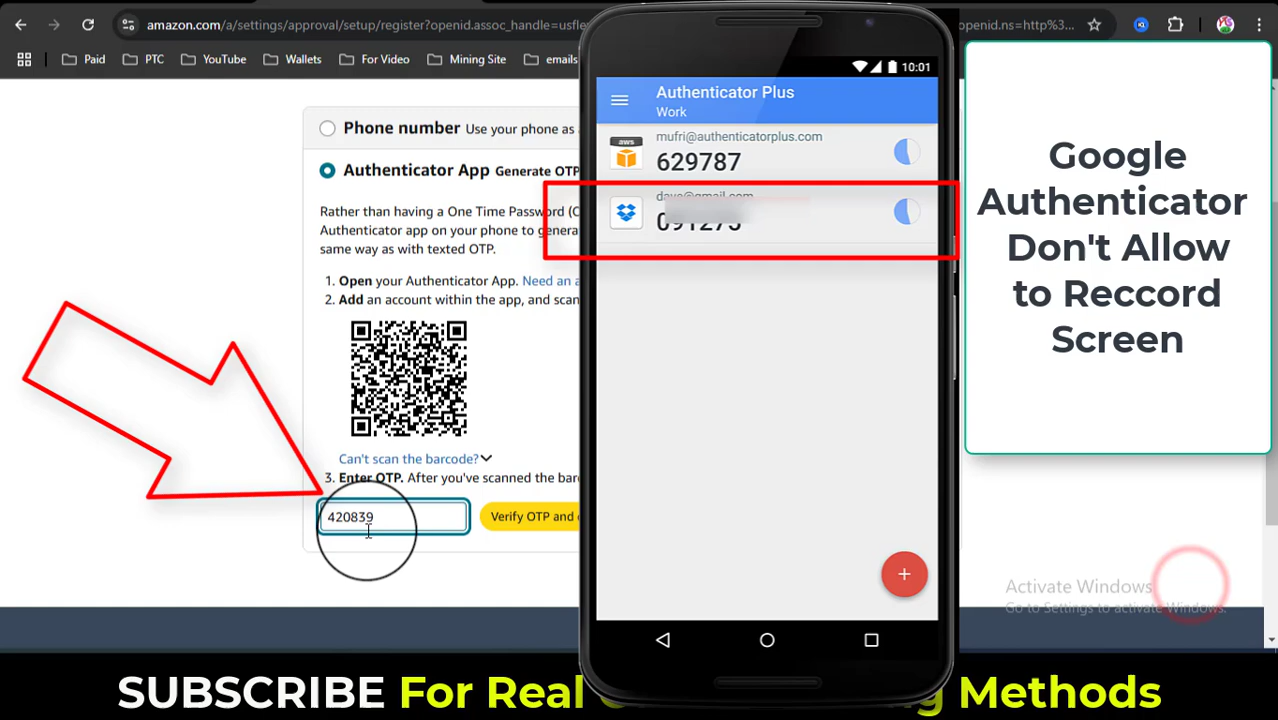 amazon.com/a/settings/approval/setup/register?openid.assoc_handle=usfle
openid.ns=http%3...
Paid
PTC
YouTube
Wallets
For Video
Mining Site
emails
Phone number Use your phone as
Authenticator App Generate OTP
Rather than having a One Time Password (
Authenticator app on your phone to genera
same way as with texted OTP.
1. Open your Authenticator App. Need an a
2. Add an account within the app, and scan
Can't scan the barcode?
3. Enter OTP. After you've scanned the bar
420839
Verify OTP and
10:01
Authenticator Plus
Work
aws
mufri@authenticatorplus.com
629787
dave@gmail.com
091275
+
Google
Authenticator
Don't Allow
to Reccord
Screen
Activate Windows
Go to Settings to activate Windows.
SUBSCRIBE For Real
g Methods